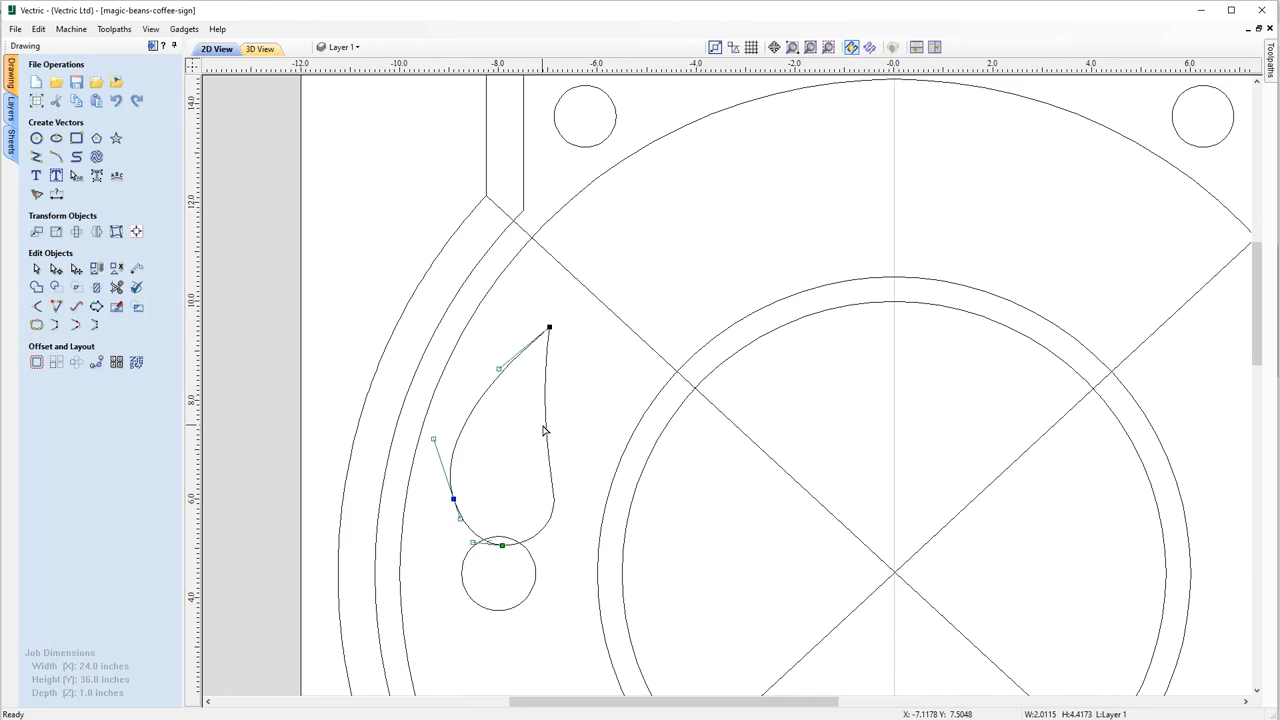 Vectric - {Vectric Ltd} - [magic-beans-coffee-sign]
File Edit Machine Toolpaths View Gadgets Help
Drawing
2D View 3D View Layer 1
Toolpaths
Drawing
Layers
Sheets
File Operations
Create Vectors
Transform Objects
Edit Objects
Offset and Layout
-12.0 -10.0 -8.0 -6.0 -4.0 -2.0 -0.0 2.0 4.0 6.0
14.0
12.0
10.0
8.0
6.0
4.0
Job Dimensions
Width [X]: 24.0 inches
Height [Y]: 36.0 inches
Depth [Z]: 1.0 inches
Ready X: -7.1178 Y: 7.5048 W:2.0115 H:4.4173 L:Layer 1